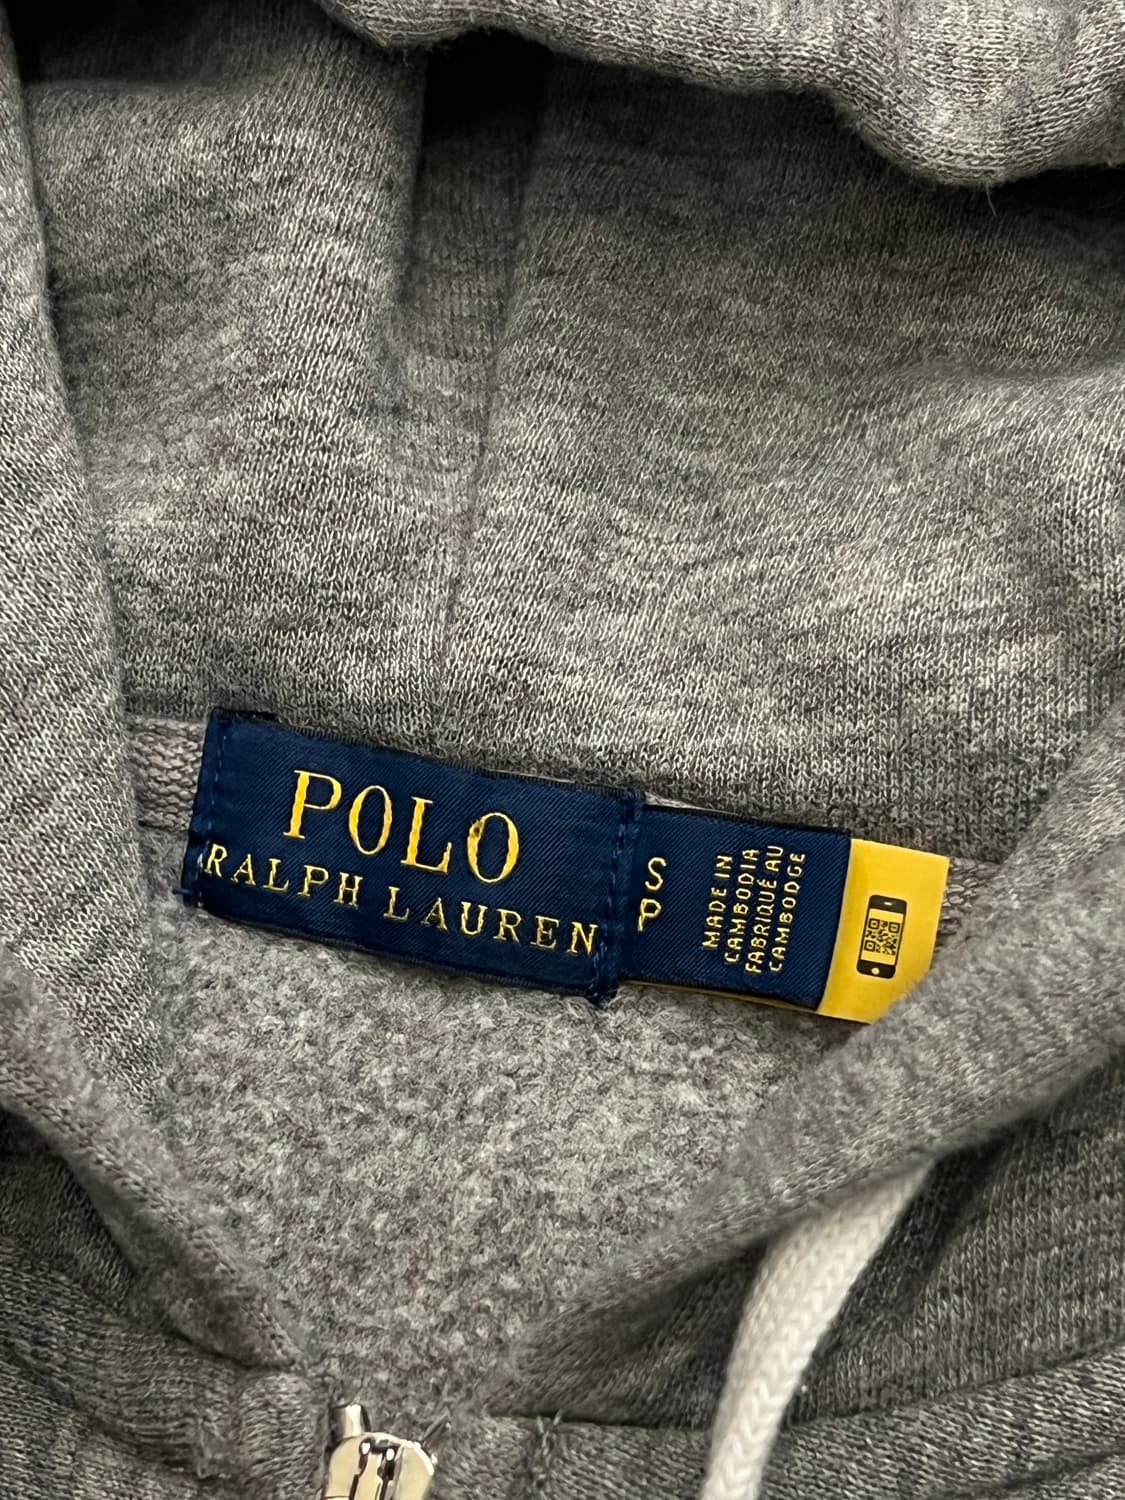 POLO
RALPH LAUREN
S
P
MADE IN
CAMBODIA
FABRIQUÉ AU
CAMBODGE